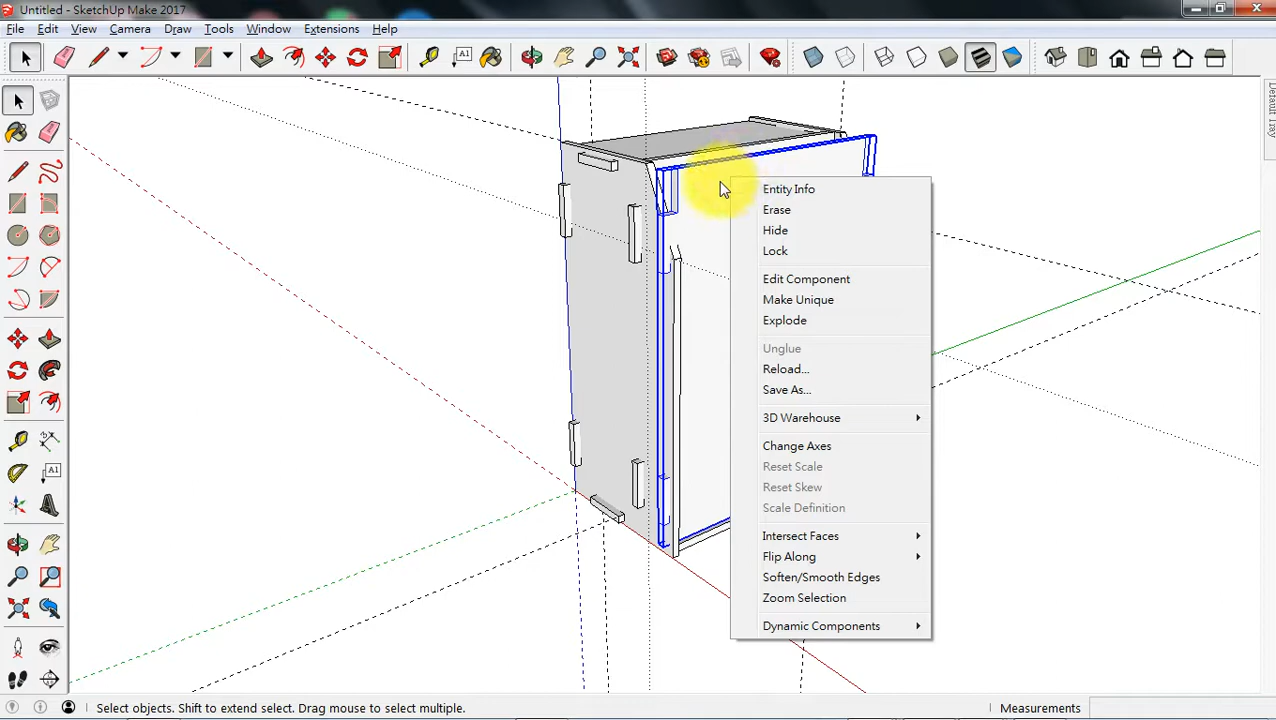 Untitled - SketchUp Make 2017
File Edit View Camera Draw Tools Window Extensions Help
A1
Default Tray
Entity Info
Erase
Hide
Lock
Edit Component
Make Unique
Explode
Unglue
Reload...
Save As...
3D Warehouse
Change Axes
Reset Scale
Reset Skew
Scale Definition
Intersect Faces
Flip Along
Soften/Smooth Edges
Zoom Selection
Dynamic Components
A1
Select objects. Shift to extend select. Drag mouse to select multiple.
Measurements